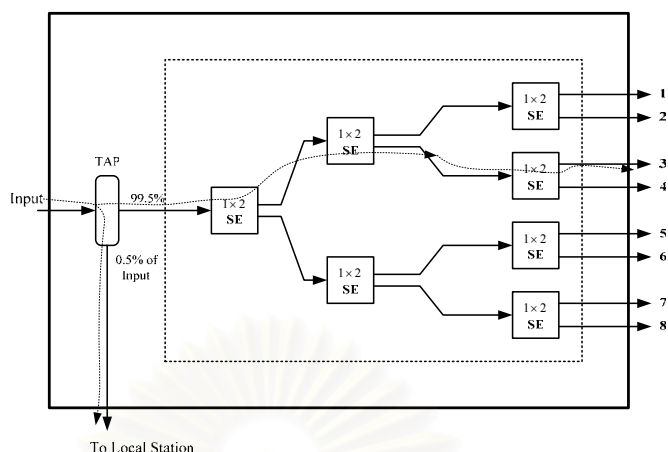 1
1×2
SE
2
1×2
SE
TAP
3
1×2
SE
4
Input
99.5%
1×2
SE
0.5% of
Input
5
1×2
SE
6
1×2
SE
7
1×2
SE
8
To Local Station